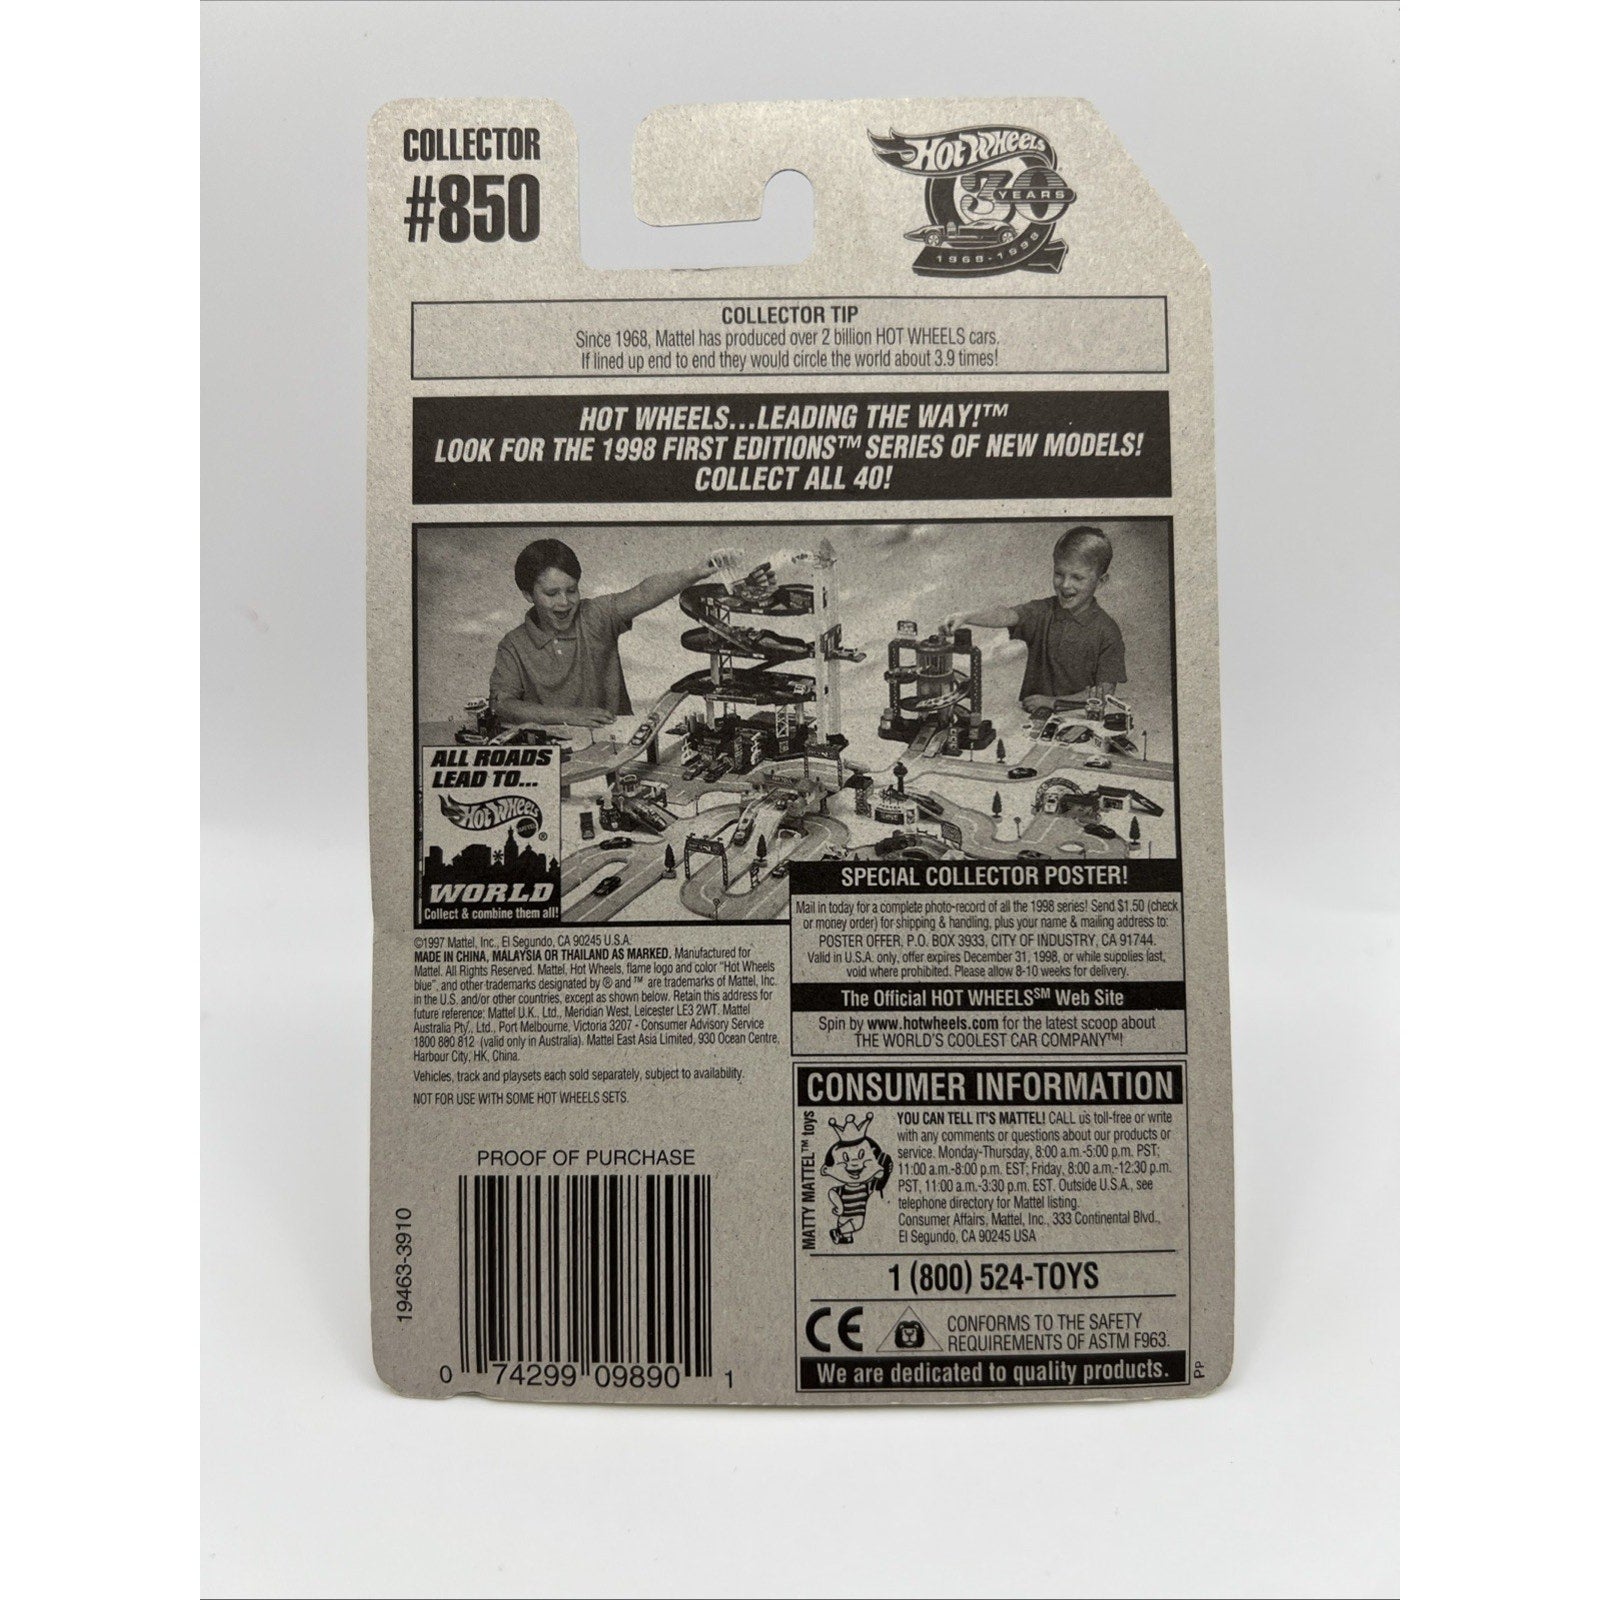 COLLECTOR
#850
HOT WHEELS
30
YEARS
1968-1998
COLLECTOR TIP
Since 1968, Mattel has produced over 2 billion HOT WHEELS cars.
If lined up end to end they would circle the world about 3.9 times!
HOT WHEELS...LEADING THE WAY!™
LOOK FOR THE 1998 FIRST EDITIONS™ SERIES OF NEW MODELS!
COLLECT ALL 40!
ALL ROADS
LEAD TO...
HOT WHEELS®
WORLD
Collect & combine them all!
SPECIAL COLLECTOR POSTER!
Mail in today for a complete photo-record of all the 1998 series! Send $1.50 (check
or money order) for shipping & handling, plus your name & mailing address to:
POSTER OFFER, P.O. BOX 3933, CITY OF INDUSTRY, CA 91744.
Valid in U.S.A. only, offer expires December 31, 1998, or while supplies last,
void where prohibited. Please allow 8-10 weeks for delivery.
The Official HOT WHEELS℠ Web Site
Spin by www.hotwheels.com for the latest scoop about
THE WORLD'S COOLEST CAR COMPANY™!
©1997 Mattel, Inc., El Segundo, CA 90245 U.S.A.
MADE IN CHINA, MALAYSIA OR THAILAND AS MARKED. Manufactured for
Mattel. All Rights Reserved. Mattel, Hot Wheels, flame logo and color "Hot Wheels
blue", and other trademarks designated by ® and ™ are trademarks of Mattel, Inc.
in the U.S. and/or other countries, except as shown below. Retain this address for
future reference: Mattel U.K., Ltd., Meridian West, Leicester LE3 2WT. Mattel
Australia Pty., Ltd., Port Melbourne, Victoria 3207 - Consumer Advisory Service
1800 800 812 (valid only in Australia). Mattel East Asia Limited, 930 Ocean Centre,
Harbour City, HK, China.
Vehicles, track and playsets each sold separately, subject to availability.
NOT FOR USE WITH SOME HOT WHEELS SETS.
PROOF OF PURCHASE
19463-3910
0 74299 09890 1
CONSUMER INFORMATION
MATTY MATTEL™ toys
YOU CAN TELL IT'S MATTEL! CALL us toll-free or write
with any comments or questions about our products or
service. Monday-Thursday, 8:00 a.m.-5:00 p.m. PST;
11:00 a.m.-8:00 p.m. EST; Friday, 8:00 a.m.-12:30 p.m.
PST, 11:00 a.m.-3:30 p.m. EST. Outside U.S.A., see
telephone directory for Mattel listing.
Consumer Affairs, Mattel, Inc., 333 Continental Blvd.,
El Segundo, CA 90245 USA
1 (800) 524-TOYS
CE
CONFORMS TO THE SAFETY
REQUIREMENTS OF ASTM F963.
We are dedicated to quality products.
PP